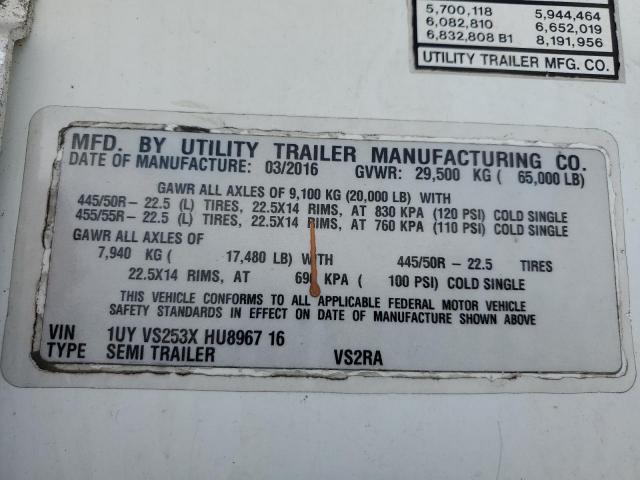 5,700,118 5,944,464
6,082,810 6,652,019
6,832,808 B1 8,191,956
UTILITY TRAILER MFG. CO.
MFD. BY UTILITY TRAILER MANUFACTURING CO.
DATE OF MANUFACTURE: 03/2016 GVWR: 29,500 KG ( 65,000 LB)
GAWR ALL AXLES OF 9,100 KG (20,000 LB) WITH
445/50R- 22.5 (L) TIRES, 22.5X14 RIMS, AT 830 KPA (120 PSI) COLD SINGLE
455/55R- 22.5 (L) TIRES, 22.5X14 RIMS, AT 760 KPA (110 PSI) COLD SINGLE
GAWR ALL AXLES OF
7,940 KG ( 17,480 LB) WITH 445/50R - 22.5 TIRES
22.5X14 RIMS, AT KPA ( 100 PSI) COLD SINGLE
THIS VEHICLE CONFORMS TO ALL APPLICABLE FEDERAL MOTOR VEHICLE
SAFETY STANDARDS IN EFFECT ON DATE OF MANUFACTURE SHOWN ABOVE
VIN 1UY VS253X HU8967 16
TYPE SEMI TRAILER VS2RA